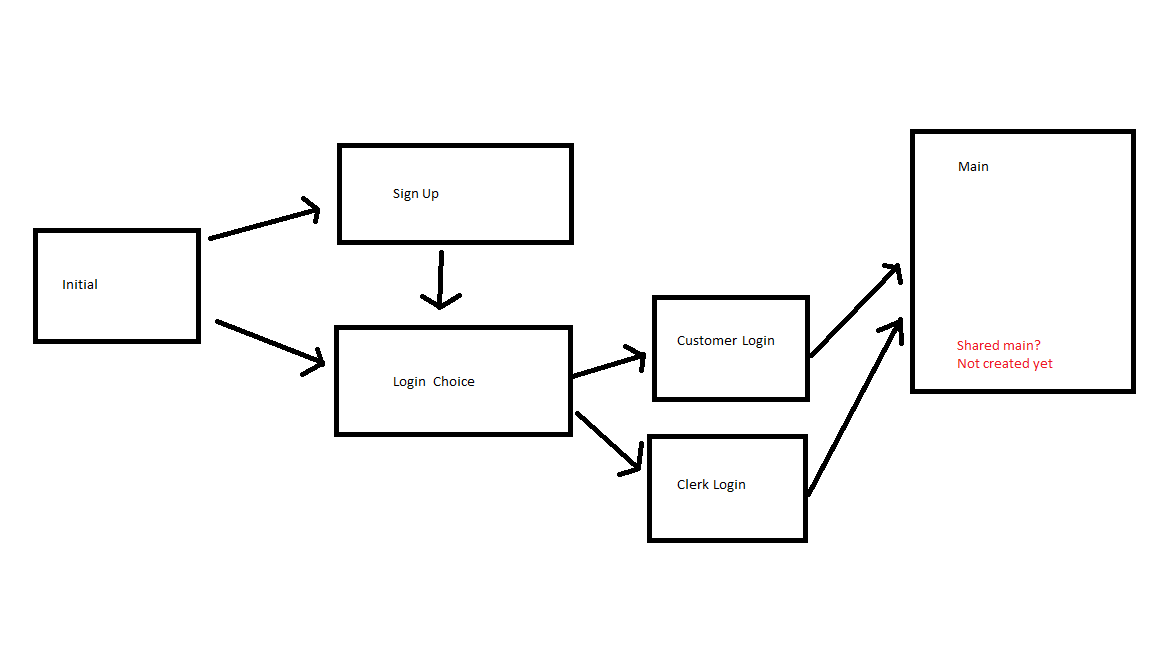 Initial
Sign Up
Login  Choice
Customer Login
Clerk Login
Main
Shared main?
Not created yet